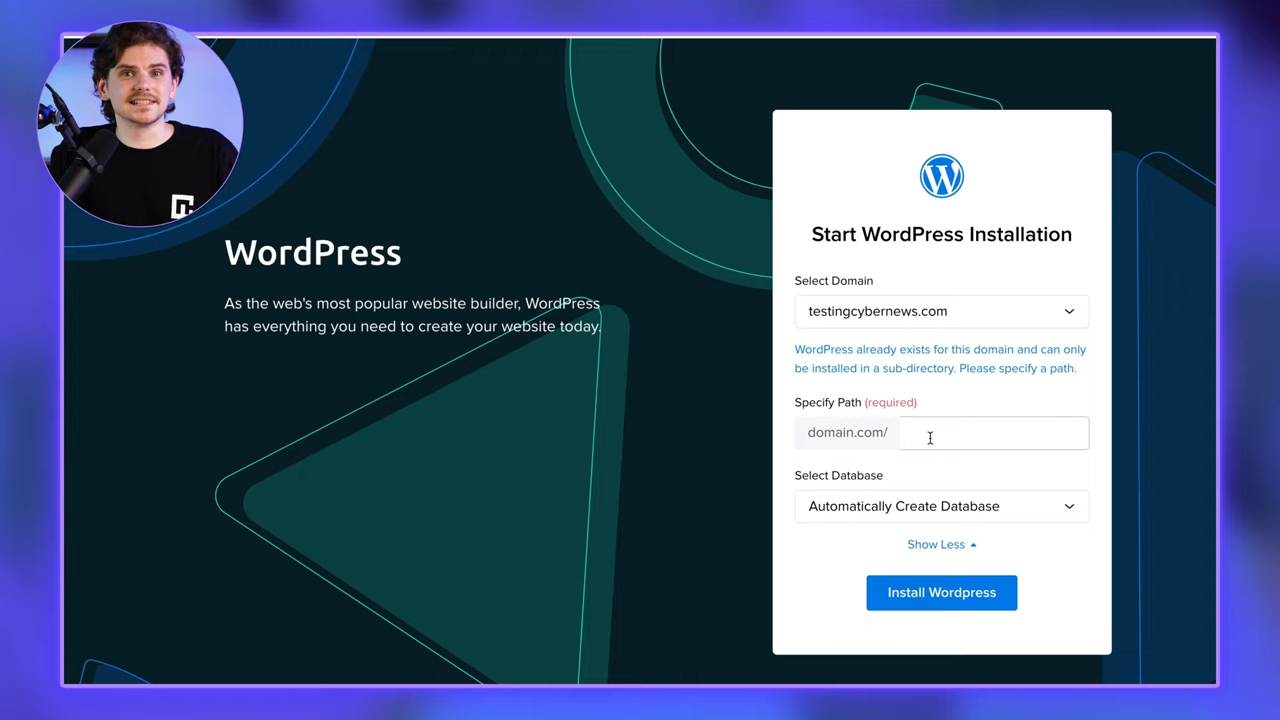 WordPress
As the web's most popular website builder, WordPress
has everything you need to create your website today.
Start WordPress Installation
Select Domain
testingcybernews.com
WordPress already exists for this domain and can only
be installed in a sub-directory. Please specify a path.
Specify Path (required)
domain.com/
Select Database
Automatically Create Database
Show Less
Install Wordpress